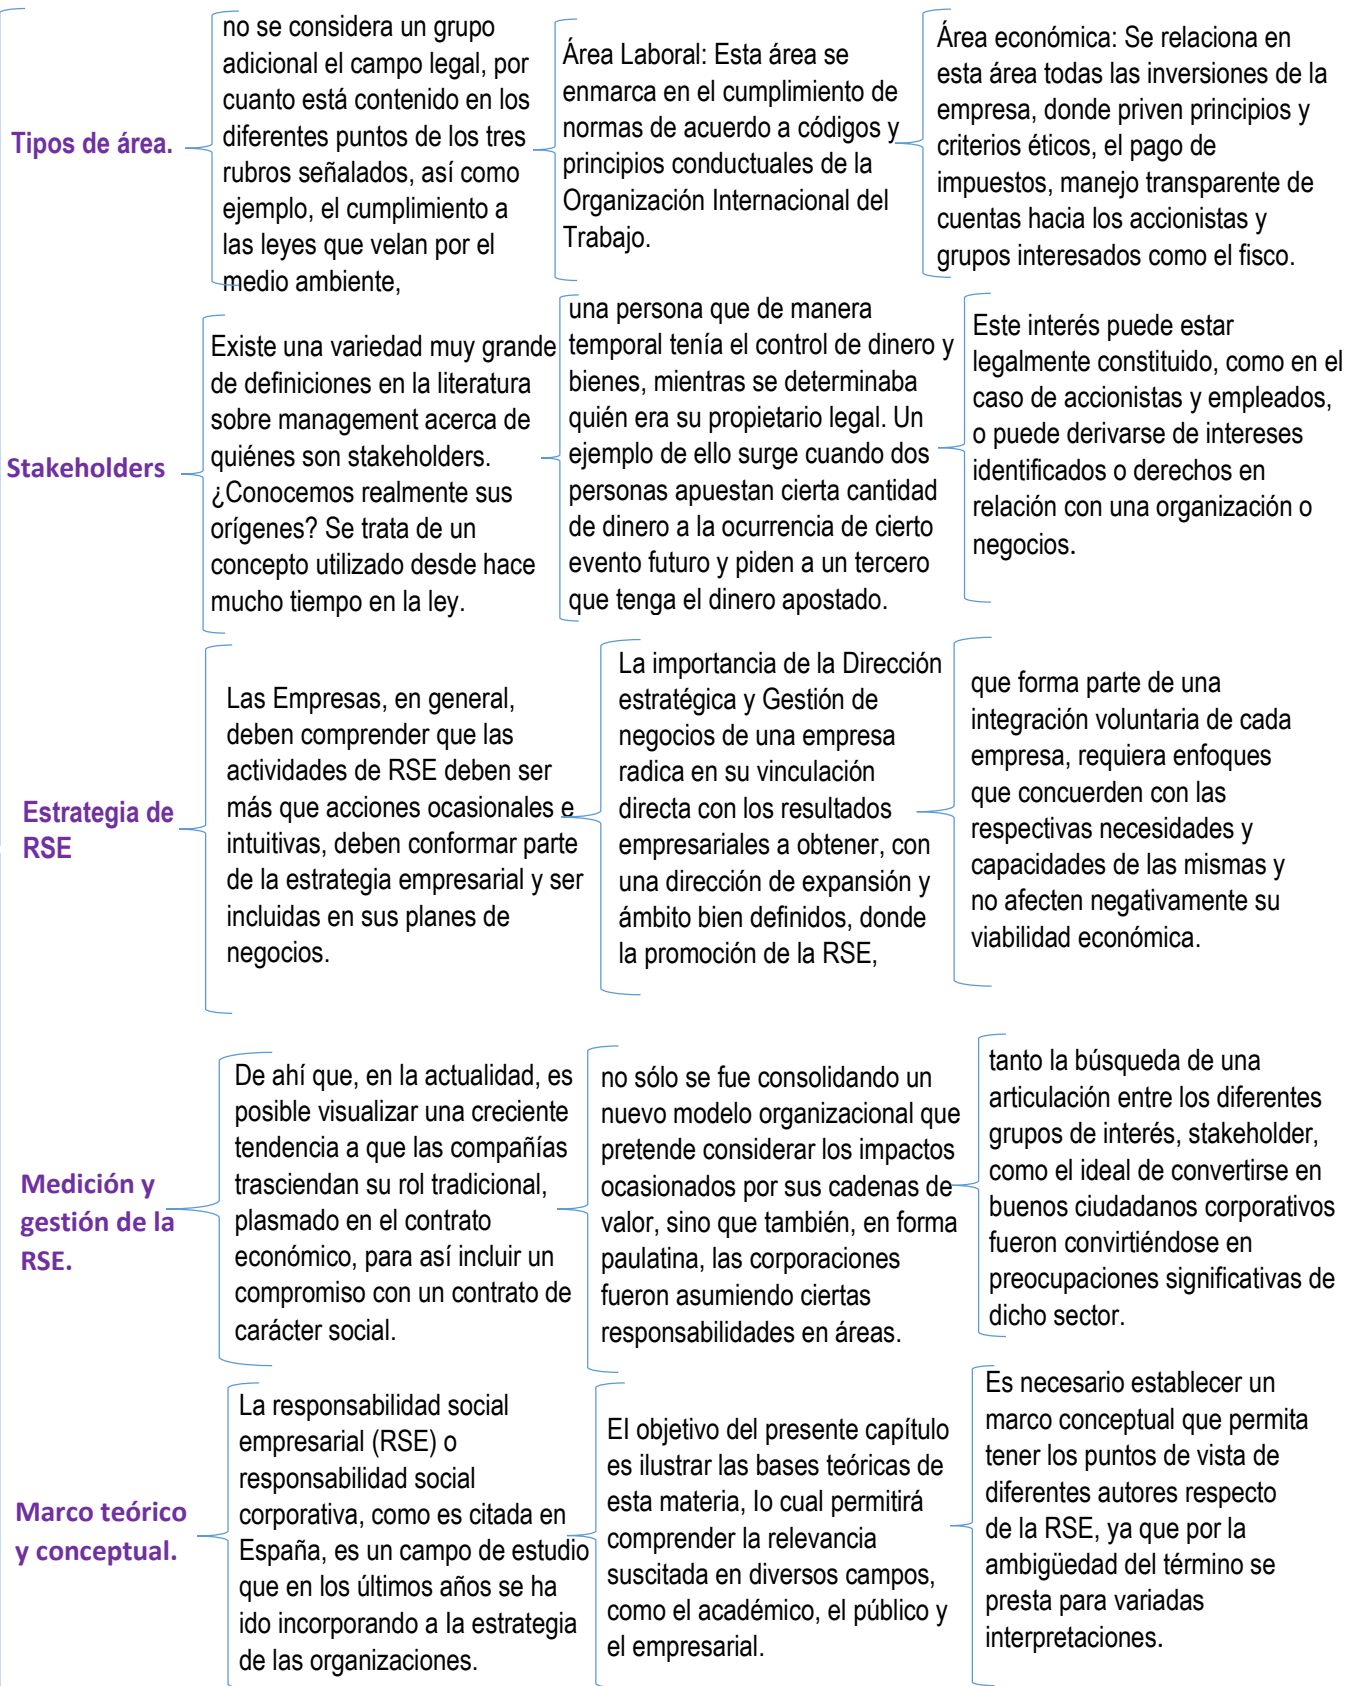 Tipos de área.
no se considera un grupo
adicional el campo legal, por
cuanto está contenido en los
diferentes puntos de los tres
rubros señalados, así como
ejemplo, el cumplimiento a
las leyes que velan por el
medio ambiente,
Área Laboral: Esta área se
enmarca en el cumplimiento de
normas de acuerdo a códigos y
principios conductuales de la
Organización Internacional del
Trabajo.
Área económica: Se relaciona en
esta área todas las inversiones de la
empresa, donde priven principios y
criterios éticos, el pago de
impuestos, manejo transparente de
cuentas hacia los accionistas y
grupos interesados como el fisco.
Stakeholders
Existe una variedad muy grande
de definiciones en la literatura
sobre management acerca de
quiénes son stakeholders.
¿Conocemos realmente sus
orígenes? Se trata de un
concepto utilizado desde hace
mucho tiempo en la ley.
una persona que de manera
temporal tenía el control de dinero y
bienes, mientras se determinaba
quién era su propietario legal. Un
ejemplo de ello surge cuando dos
personas apuestan cierta cantidad
de dinero a la ocurrencia de cierto
evento futuro y piden a un tercero
que tenga el dinero apostado.
Este interés puede estar
legalmente constituido, como en el
caso de accionistas y empleados,
o puede derivarse de intereses
identificados o derechos en
relación con una organización o
negocios.
Estrategia de
RSE
Las Empresas, en general,
deben comprender que las
actividades de RSE deben ser
más que acciones ocasionales e
intuitivas, deben conformar parte
de la estrategia empresarial y ser
incluidas en sus planes de
negocios.
La importancia de la Dirección
estratégica y Gestión de
negocios de una empresa
radica en su vinculación
directa con los resultados
empresariales a obtener, con
una dirección de expansión y
ámbito bien definidos, donde
la promoción de la RSE,
que forma parte de una
integración voluntaria de cada
empresa, requiera enfoques
que concuerden con las
respectivas necesidades y
capacidades de las mismas y
no afecten negativamente su
viabilidad económica.
Medición y
gestión de la
RSE.
De ahí que, en la actualidad, es
posible visualizar una creciente
tendencia a que las compañías
trasciendan su rol tradicional,
plasmado en el contrato
económico, para así incluir un
compromiso con un contrato de
carácter social.
no sólo se fue consolidando un
nuevo modelo organizacional que
pretende considerar los impactos
ocasionados por sus cadenas de
valor, sino que también, en forma
paulatina, las corporaciones
fueron asumiendo ciertas
responsabilidades en áreas.
tanto la búsqueda de una
articulación entre los diferentes
grupos de interés, stakeholder,
como el ideal de convertirse en
buenos ciudadanos corporativos
fueron convirtiéndose en
preocupaciones significativas de
dicho sector.
Marco teórico
y conceptual.
La responsabilidad social
empresarial (RSE) o
responsabilidad social
corporativa, como es citada en
España, es un campo de estudio
que en los últimos años se ha
ido incorporando a la estrategia
de las organizaciones.
El objetivo del presente capítulo
es ilustrar las bases teóricas de
esta materia, lo cual permitirá
comprender la relevancia
suscitada en diversos campos,
como el académico, el público y
el empresarial.
Es necesario establecer un
marco conceptual que permita
tener los puntos de vista de
diferentes autores respecto
de la RSE, ya que por la
ambigüedad del término se
presta para variadas
interpretaciones.